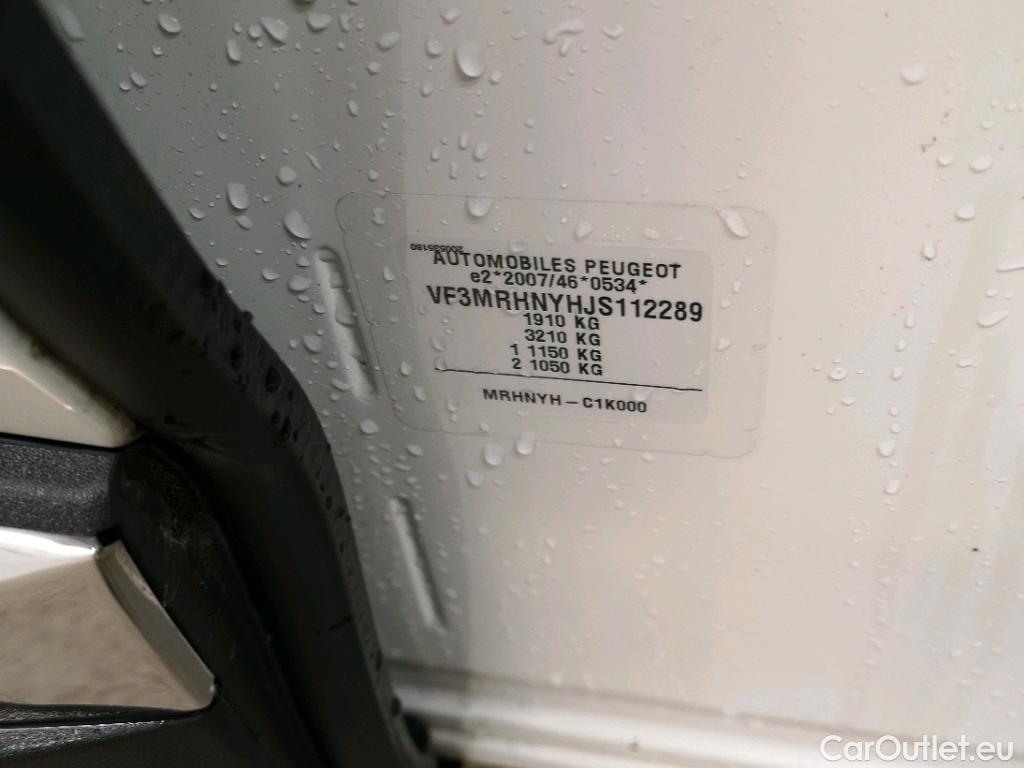 200535180
AUTOMOBILES PEUGEOT
e2*2007/46*0534*
VF3MRHNYHJS112289
1910 KG
3210 KG
1 1150 KG
2 1050 KG
MRHNYH-C1K000
CarOutlet.eu